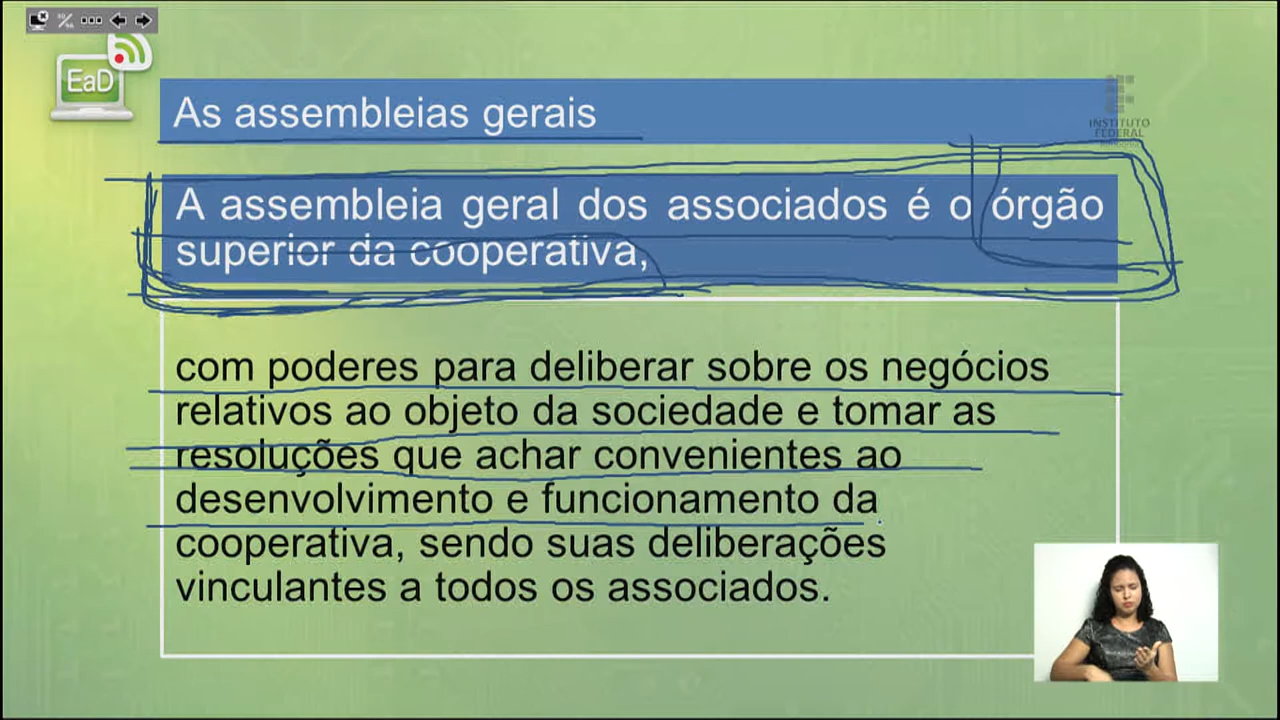 EaD
As assembleias gerais
INSTITUTO
FEDERAL
A assembleia geral dos associados é o órgão
superior da cooperativa,
com poderes para deliberar sobre os negócios
relativos ao objeto da sociedade e tomar as
resoluções que achar convenientes ao
desenvolvimento e funcionamento da
cooperativa, sendo suas deliberações
vinculantes a todos os associados.